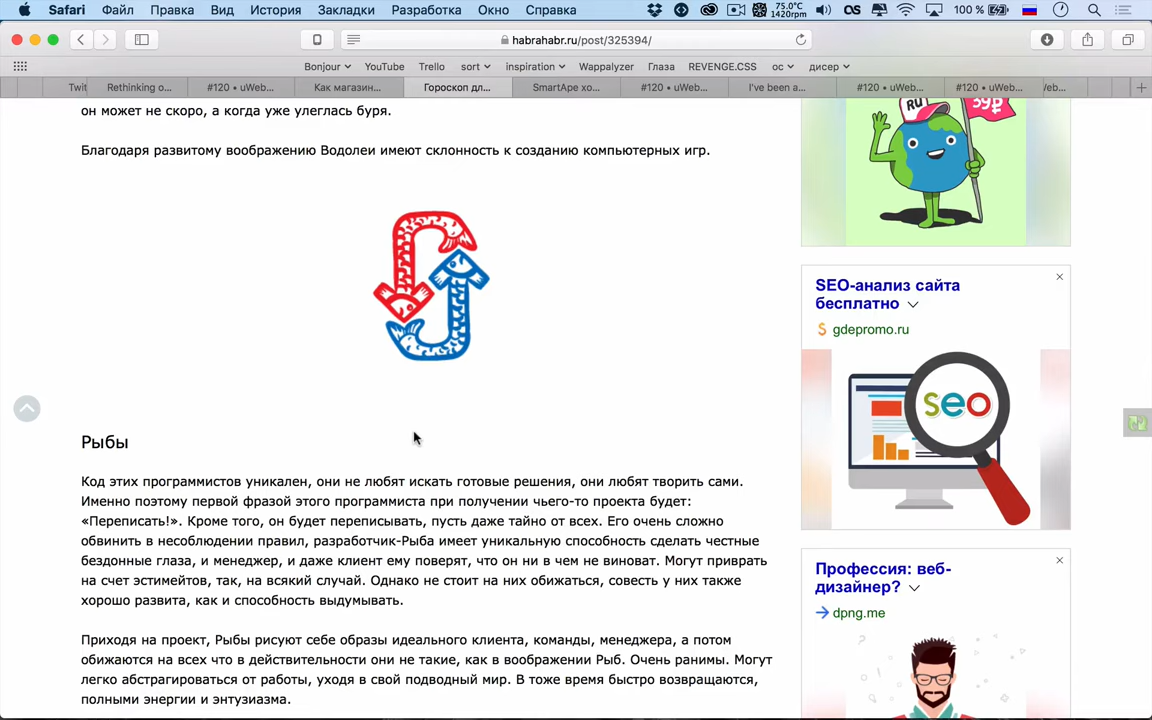 Safari Файл Правка Вид История Закладки Разработка Окно Справка 75.0°C 1420rpm 100 %
habrahabr.ru/post/325394/
Bonjour YouTube Trello sort inspiration Wappalyzer Глаза REVENGE.CSS ос дисер
Twit Rethinking o... #120 • uWeb... Как магазин... Гороскоп дл... SmartApe хо... #120 • uWeb... I've been a... #120 • uWeb... #120 • uWeb...
он может не скоро, а когда уже улеглась буря.
Благодаря развитому воображению Водолеи имеют склонность к созданию компьютерных игр.
RU
39₽
SEO-анализ сайта
бесплатно
gdepromo.ru
seo
Рыбы
Код этих программистов уникален, они не любят искать готовые решения, они любят творить сами.
Именно поэтому первой фразой этого программиста при получении чьего-то проекта будет:
«Переписать!». Кроме того, он будет переписывать, пусть даже тайно от всех. Его очень сложно
обвинить в несоблюдении правил, разработчик-Рыба имеет уникальную способность сделать честные
бездонные глаза, и менеджер, и даже клиент ему поверят, что он ни в чем не виноват. Могут приврать
на счет эстимейтов, так, на всякий случай. Однако не стоит на них обижаться, совесть у них также
хорошо развита, как и способность выдумывать.
Профессия: веб-
дизайнер?
dpng.me
Приходя на проект, Рыбы рисуют себе образы идеального клиента, команды, менеджера, а потом
обижаются на всех что в действительности они не такие, как в воображении Рыб. Очень ранимы. Могут
легко абстрагироваться от работы, уходя в свой подводный мир. В тоже время быстро возвращаются,
полными энергии и энтузиазма.